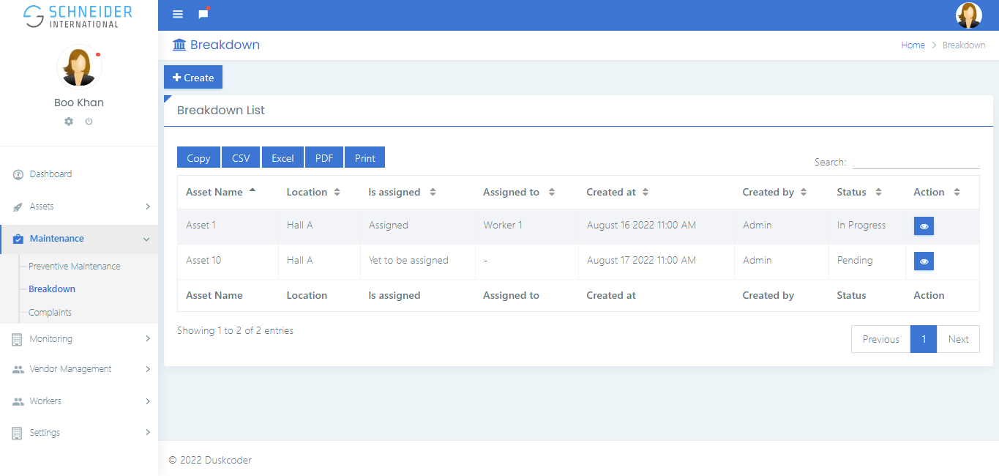 SCHNEIDER
INTERNATIONAL
Boo Khan
Dashboard
Assets
Maintenance
Preventive Maintenance
Breakdown
Complaints
Monitoring
Vendor Management
Workers
Settings
Breakdown
Home > Breakdown
+ Create
Breakdown List
Copy CSV Excel PDF Print
Search:
Asset Name Location Is assigned Assigned to Created at Created by Status Action
Asset 1 Hall A Assigned Worker 1 August 16 2022 11:00 AM Admin In Progress
Asset 10 Hall A Yet to be assigned - August 17 2022 11:00 AM Admin Pending
Asset Name Location Is assigned Assigned to Created at Created by Status Action
Showing 1 to 2 of 2 entries
Previous 1 Next
© 2022 Duskcoder